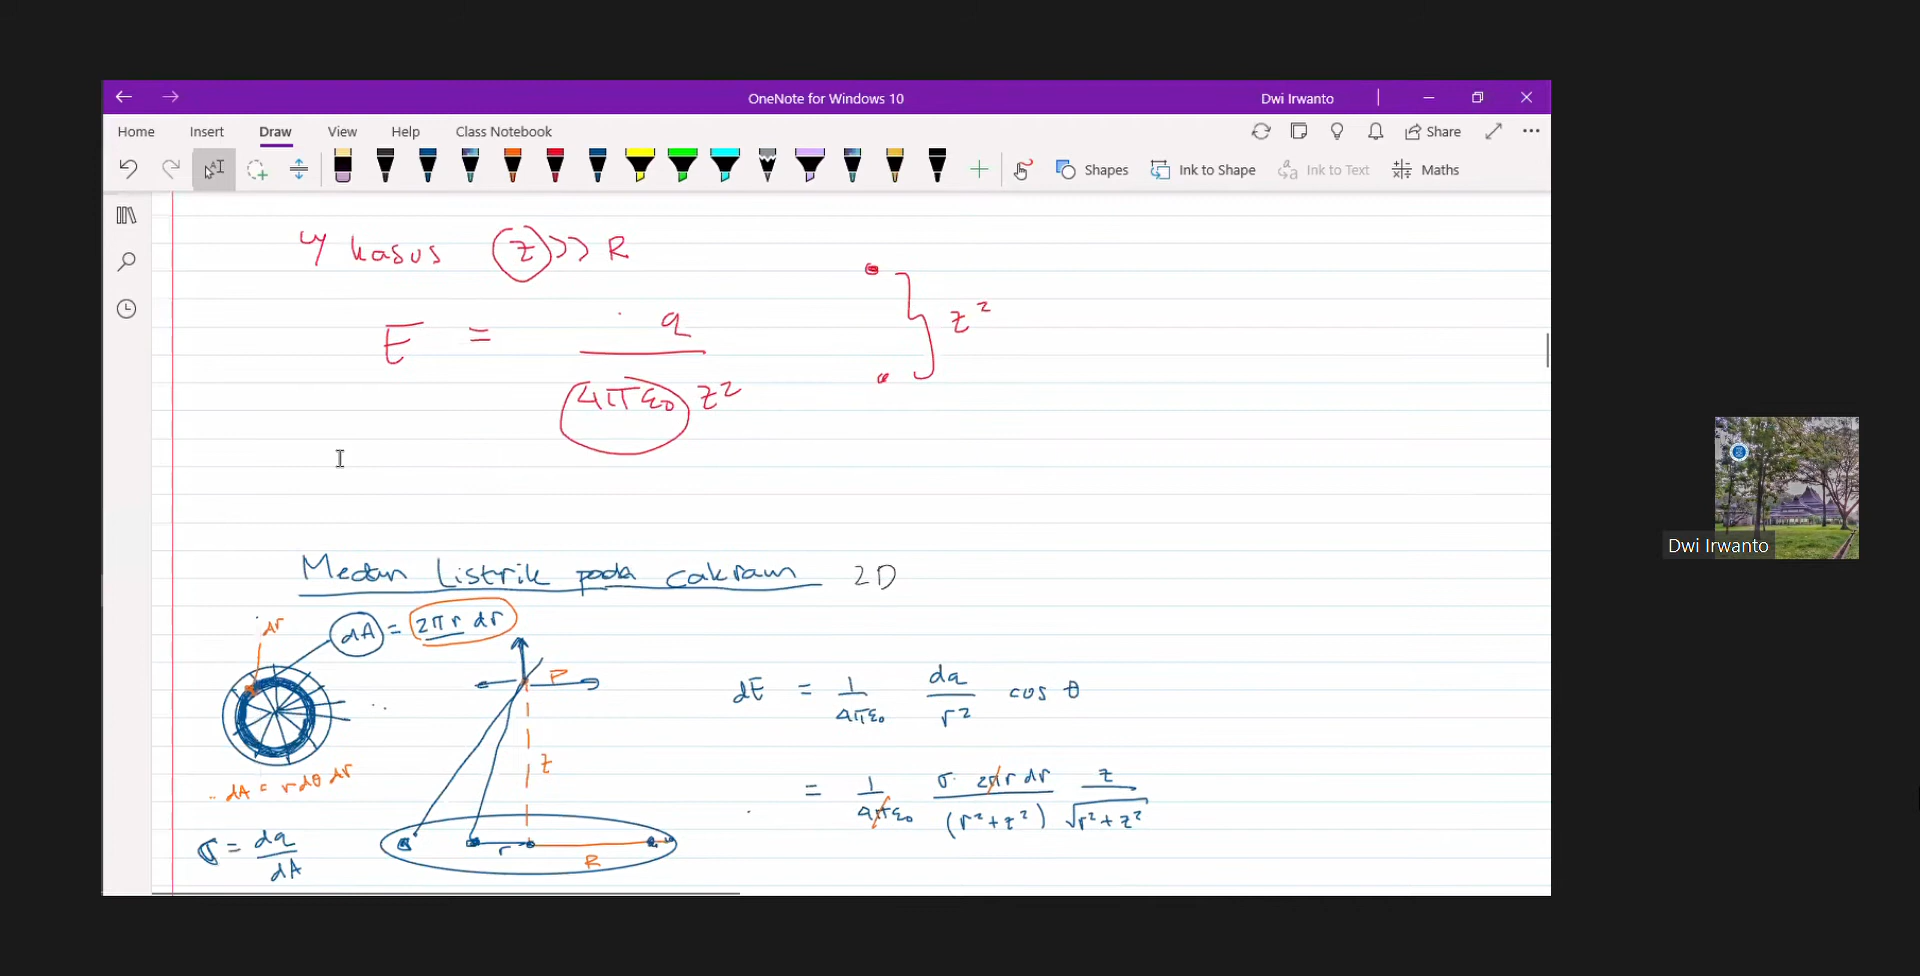 OneNote for Windows 10
Dwi Irwanto
Home Insert Draw View Help Class Notebook
Share
Shapes Ink to Shape Ink to Text Maths
kasus z >> R
E = q / 4πε₀ z²
z²
Medan Listrik pada cakram 2D
dr
dA = 2πr dr
P
dE = 1/4πε₀ dq/r² cos θ
z
dA = r dθ dr
= 1/4πε₀ σ 2πr dr/(r²+z²) z/√r²+z²
σ = dq/dA
r
R
Dwi Irwanto